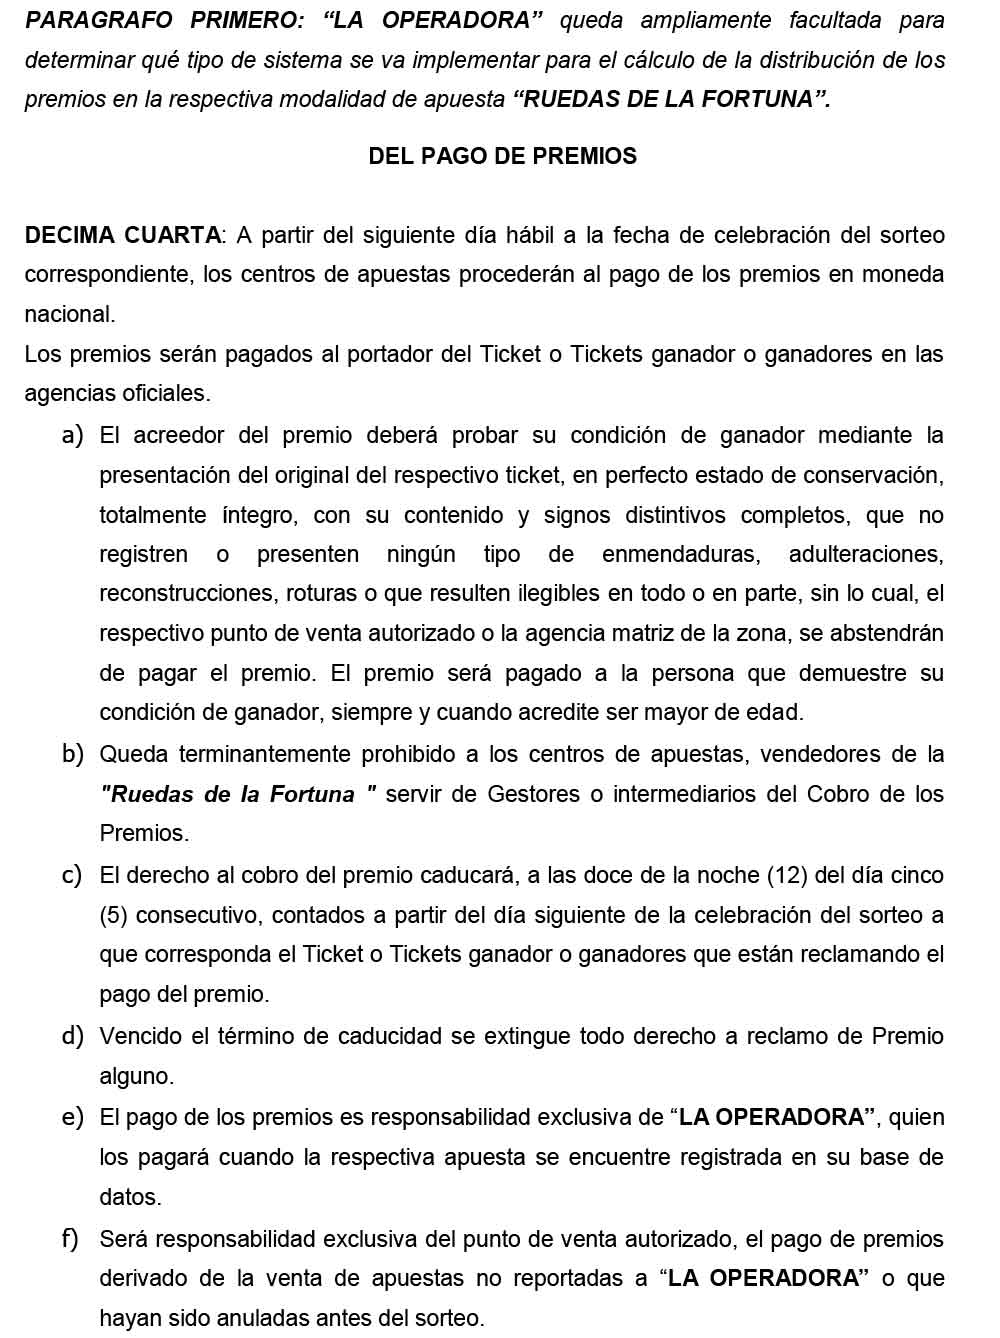 PARAGRAFO PRIMERO: “LA OPERADORA” queda ampliamente facultada para
determinar qué tipo de sistema se va implementar para el cálculo de la distribución de los
premios en la respectiva modalidad de apuesta “RUEDAS DE LA FORTUNA”.
DEL PAGO DE PREMIOS
DECIMA CUARTA: A partir del siguiente día hábil a la fecha de celebración del sorteo
correspondiente, los centros de apuestas procederán al pago de los premios en moneda
nacional.
Los premios serán pagados al portador del Ticket o Tickets ganador o ganadores en las
agencias oficiales.
a) El acreedor del premio deberá probar su condición de ganador mediante la
presentación del original del respectivo ticket, en perfecto estado de conservación,
totalmente íntegro, con su contenido y signos distintivos completos, que no
registren o presenten ningún tipo de enmendaduras, adulteraciones,
reconstrucciones, roturas o que resulten ilegibles en todo o en parte, sin lo cual, el
respectivo punto de venta autorizado o la agencia matriz de la zona, se abstendrán
de pagar el premio. El premio será pagado a la persona que demuestre su
condición de ganador, siempre y cuando acredite ser mayor de edad.
b) Queda terminantemente prohibido a los centros de apuestas, vendedores de la
"Ruedas de la Fortuna " servir de Gestores o intermediarios del Cobro de los
Premios.
c) El derecho al cobro del premio caducará, a las doce de la noche (12) del día cinco
(5) consecutivo, contados a partir del día siguiente de la celebración del sorteo a
que corresponda el Ticket o Tickets ganador o ganadores que están reclamando el
pago del premio.
d) Vencido el término de caducidad se extingue todo derecho a reclamo de Premio
alguno.
e) El pago de los premios es responsabilidad exclusiva de “LA OPERADORA”, quien
los pagará cuando la respectiva apuesta se encuentre registrada en su base de
datos.
f) Será responsabilidad exclusiva del punto de venta autorizado, el pago de premios
derivado de la venta de apuestas no reportadas a “LA OPERADORA” o que
hayan sido anuladas antes del sorteo.